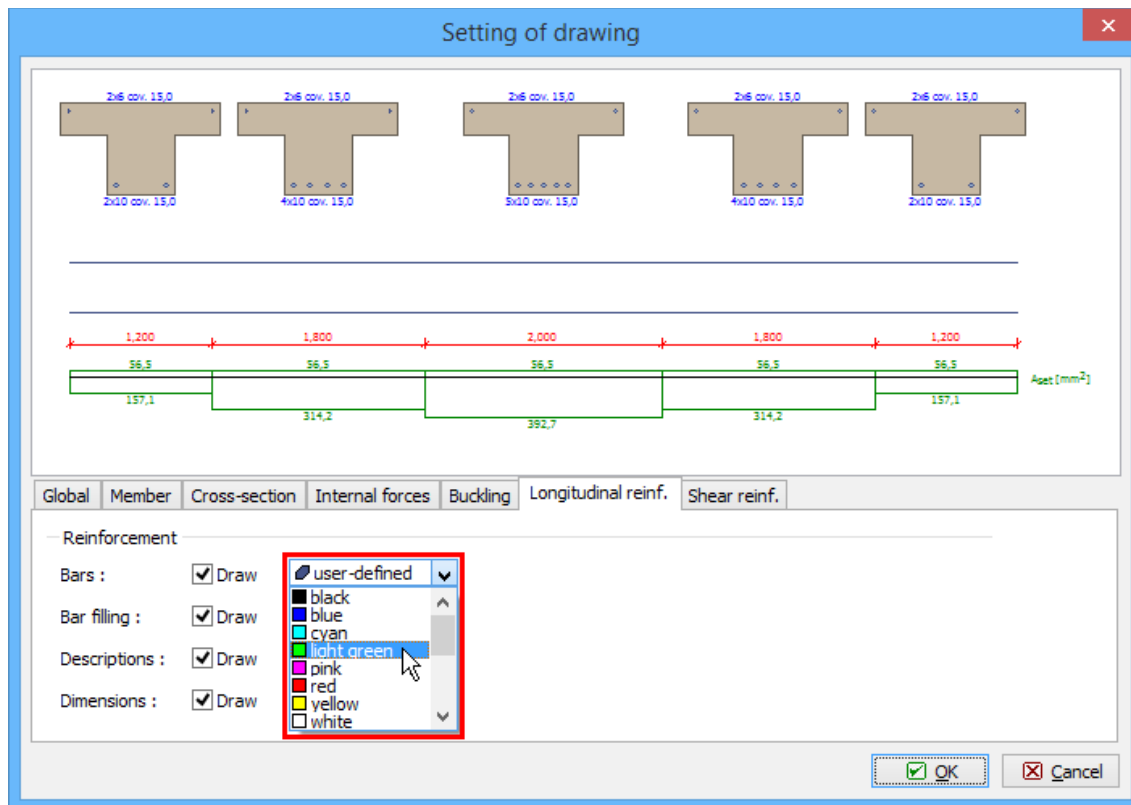 Setting of drawing
2x6 cov. 15,0 2x6 cov. 15,0 2x6 cov. 15,0 2x6 cov. 15,0 2x6 cov. 15,0
2x10 cov. 15,0 4x10 cov. 15,0 5x10 cov. 15,0 4x10 cov. 15,0 2x10 cov. 15,0
1,200 1,800 2,000 1,800 1,200
56,5 56,5 56,5 56,5 56,5
Aset [mm2]
157,1 314,2 392,7 314,2 157,1
Global Member Cross-section Internal forces Buckling Longitudinal reinf. Shear reinf.
Reinforcement
Bars : Draw user-defined
black
Bar filling : Draw blue
cyan
light green
Descriptions : Draw pink
red
Dimensions : Draw yellow
white
OK Cancel